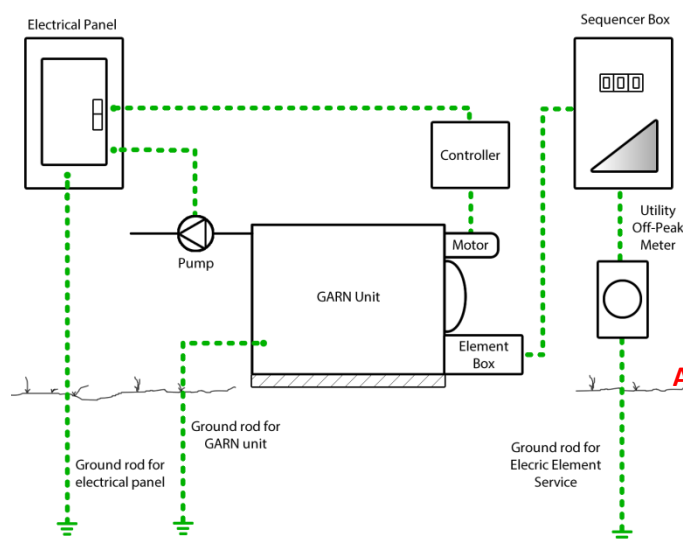 Electrical Panel
Sequencer Box
000
Controller
Utility
Off-Peak
Meter
Motor
Pump
GARN Unit
Element
Box
A
Ground rod for
GARN unit
Ground rod for
electrical panel
Ground rod for
Elecric Element
Service